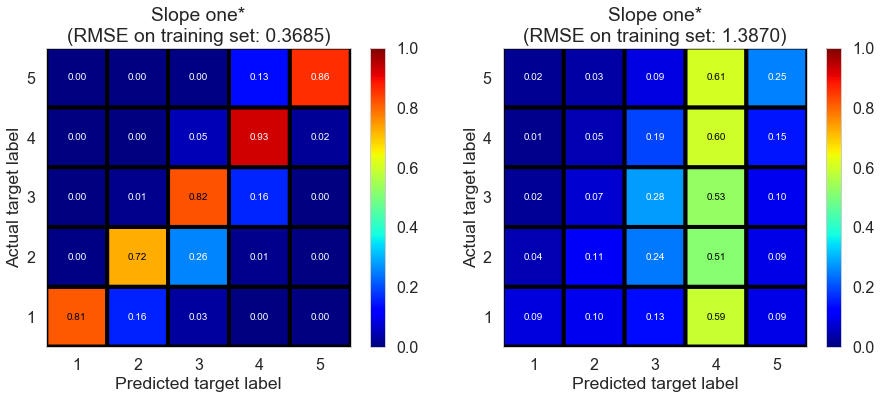 Slope one*
(RMSE on training set: 0.3685)
Actual target label
5
0.00 0.00 0.00 0.13 0.86
4
0.00 0.00 0.05 0.93 0.02
3
0.00 0.01 0.82 0.16 0.00
2
0.00 0.72 0.26 0.01 0.00
1
0.81 0.16 0.03 0.00 0.00
1 2 3 4 5
Predicted target label
1.0
0.8
0.6
0.4
0.2
0.0
Slope one*
(RMSE on training set: 1.3870)
Actual target label
5
0.02 0.03 0.09 0.61 0.25
4
0.01 0.05 0.19 0.60 0.15
3
0.02 0.07 0.28 0.53 0.10
2
0.04 0.11 0.24 0.51 0.09
1
0.09 0.10 0.13 0.59 0.09
1 2 3 4 5
Predicted target label
1.0
0.8
0.6
0.4
0.2
0.0